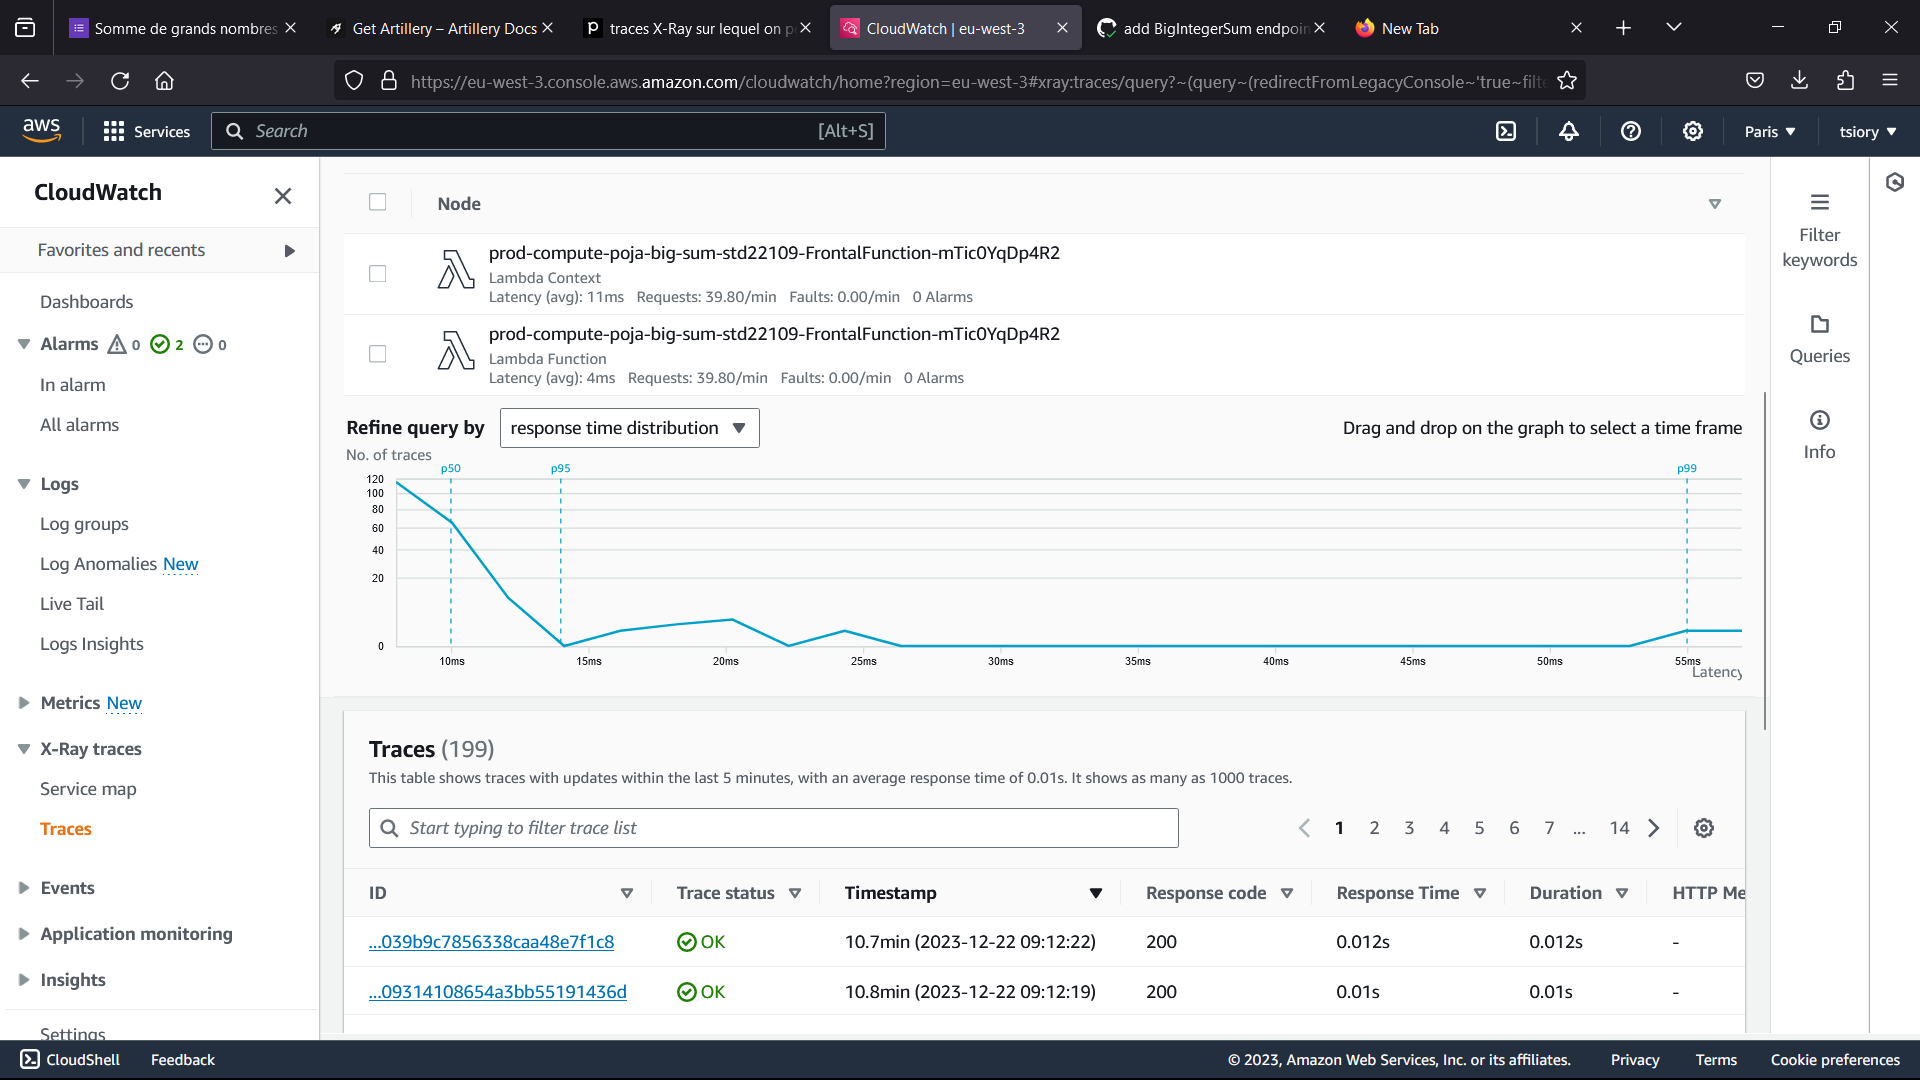 Somme de grands nombres
Get Artillery – Artillery Docs
traces X-Ray sur lequel on p
CloudWatch | eu-west-3
add BigIntegerSum endpoin
New Tab
https://eu-west-3.console.aws.amazon.com/cloudwatch/home?region=eu-west-3#xray:traces/query?~(query~(redirectFromLegacyConsole~'true~filte
aws
Services
Search
[Alt+S]
Paris
tsiory
CloudWatch
Favorites and recents
Dashboards
Alarms 0 2 0
In alarm
All alarms
Logs
Log groups
Log Anomalies New
Live Tail
Logs Insights
Metrics New
X-Ray traces
Service map
Traces
Events
Application monitoring
Insights
Settings
Node
prod-compute-poja-big-sum-std22109-FrontalFunction-mTic0YqDp4R2
Lambda Context
Latency (avg): 11ms Requests: 39.80/min Faults: 0.00/min 0 Alarms
prod-compute-poja-big-sum-std22109-FrontalFunction-mTic0YqDp4R2
Lambda Function
Latency (avg): 4ms Requests: 39.80/min Faults: 0.00/min 0 Alarms
Refine query by
response time distribution
Drag and drop on the graph to select a time frame
No. of traces
p50 p95 p99
120
100
80
60
40
20
0
10ms 15ms 20ms 25ms 30ms 35ms 40ms 45ms 50ms 55ms
Latency
Traces (199)
This table shows traces with updates within the last 5 minutes, with an average response time of 0.01s. It shows as many as 1000 traces.
Start typing to filter trace list
1 2 3 4 5 6 7 ... 14
ID Trace status Timestamp Response code Response Time Duration HTTP Me
...039b9c7856338caa48e7f1c8 OK 10.7min (2023-12-22 09:12:22) 200 0.012s 0.012s -
...09314108654a3bb55191436d OK 10.8min (2023-12-22 09:12:19) 200 0.01s 0.01s -
Filter
keywords
Queries
Info
CloudShell
Feedback
© 2023, Amazon Web Services, Inc. or its affiliates.
Privacy
Terms
Cookie preferences